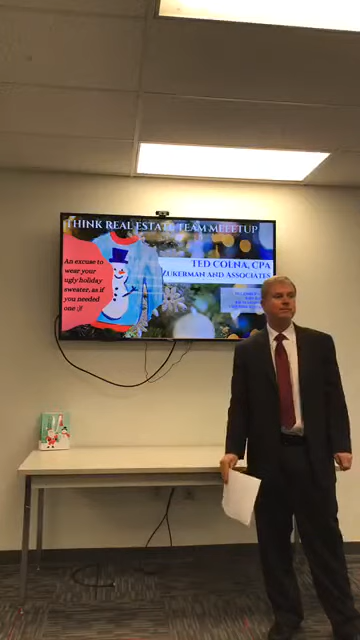 THINK REAL ESTATE TEAM MEETUP
An excuse to
wear your
ugly holiday
sweater, as if
you needed
one :)!
TED COLNA, CPA
ZUKERMAN AND ASSOCIATES